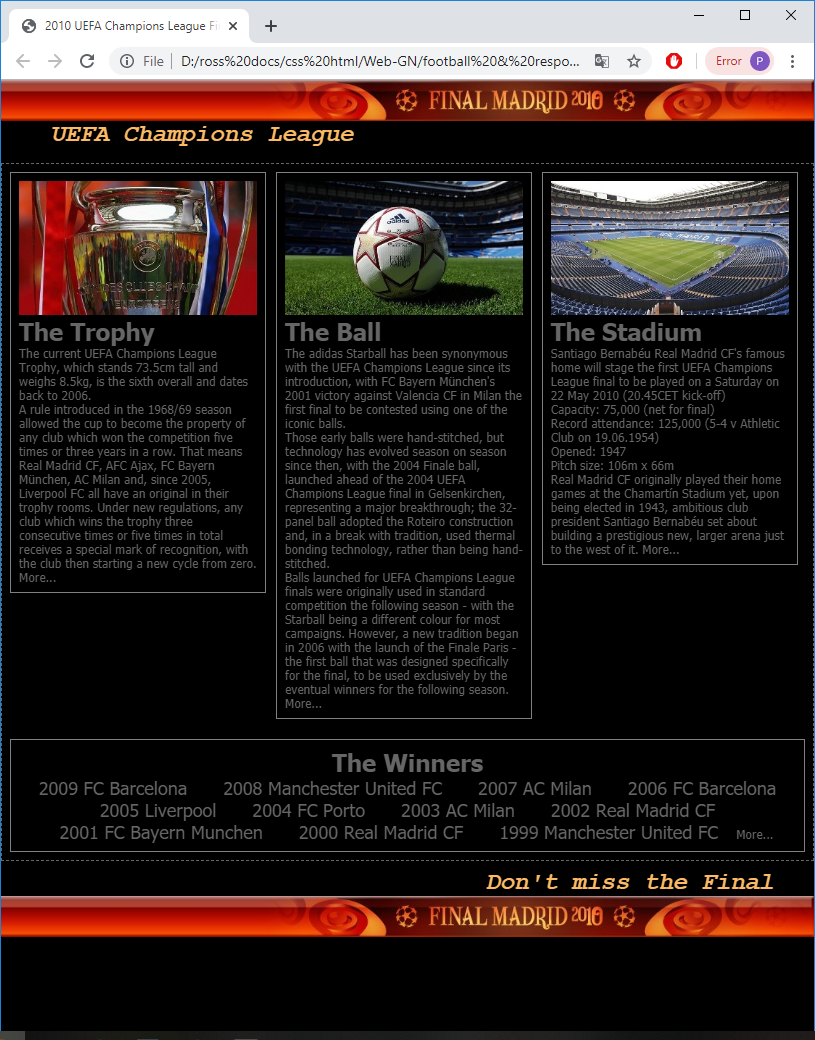 2010 UEFA Champions League Fi
File
D:/ross%20docs/css%20html/Web-GN/football%20&%20respo...
Error
P
FINAL MADRID 2010
UEFA Champions League
adidas
REAL
The Trophy
The current UEFA Champions League
Trophy, which stands 73.5cm tall and
weighs 8.5kg, is the sixth overall and dates
back to 2006.
A rule introduced in the 1968/69 season
allowed the cup to become the property of
any club which won the competition five
times or three years in a row. That means
Real Madrid CF, AFC Ajax, FC Bayern
München, AC Milan and, since 2005,
Liverpool FC all have an original in their
trophy rooms. Under new regulations, any
club which wins the trophy three
consecutive times or five times in total
receives a special mark of recognition, with
the club then starting a new cycle from zero.
More...
The Ball
The adidas Starball has been synonymous
with the UEFA Champions League since its
introduction, with FC Bayern München's
2001 victory against Valencia CF in Milan the
first final to be contested using one of the
iconic balls.
Those early balls were hand-stitched, but
technology has evolved season on season
since then, with the 2004 Finale ball,
launched ahead of the 2004 UEFA
Champions League final in Gelsenkirchen,
representing a major breakthrough; the 32-
panel ball adopted the Roteiro construction
and, in a break with tradition, used thermal
bonding technology, rather than being hand-
stitched.
Balls launched for UEFA Champions League
finals were originally used in standard
competition the following season - with the
Starball being a different colour for most
campaigns. However, a new tradition began
in 2006 with the launch of the Finale Paris -
the first ball that was designed specifically
for the final, to be used exclusively by the
eventual winners for the following season.
More...
The Stadium
Santiago Bernabéu Real Madrid CF's famous
home will stage the first UEFA Champions
League final to be played on a Saturday on
22 May 2010 (20.45CET kick-off)
Capacity: 75,000 (net for final)
Record attendance: 125,000 (5-4 v Athletic
Club on 19.06.1954)
Opened: 1947
Pitch size: 106m x 66m
Real Madrid CF originally played their home
games at the Chamartín Stadium yet, upon
being elected in 1943, ambitious club
president Santiago Bernabéu set about
building a prestigious new, larger arena just
to the west of it. More...
The Winners
2009 FC Barcelona 2008 Manchester United FC 2007 AC Milan 2006 FC Barcelona
2005 Liverpool 2004 FC Porto 2003 AC Milan 2002 Real Madrid CF
2001 FC Bayern Munchen 2000 Real Madrid CF 1999 Manchester United FC More...
Don't miss the Final
FINAL MADRID 2010